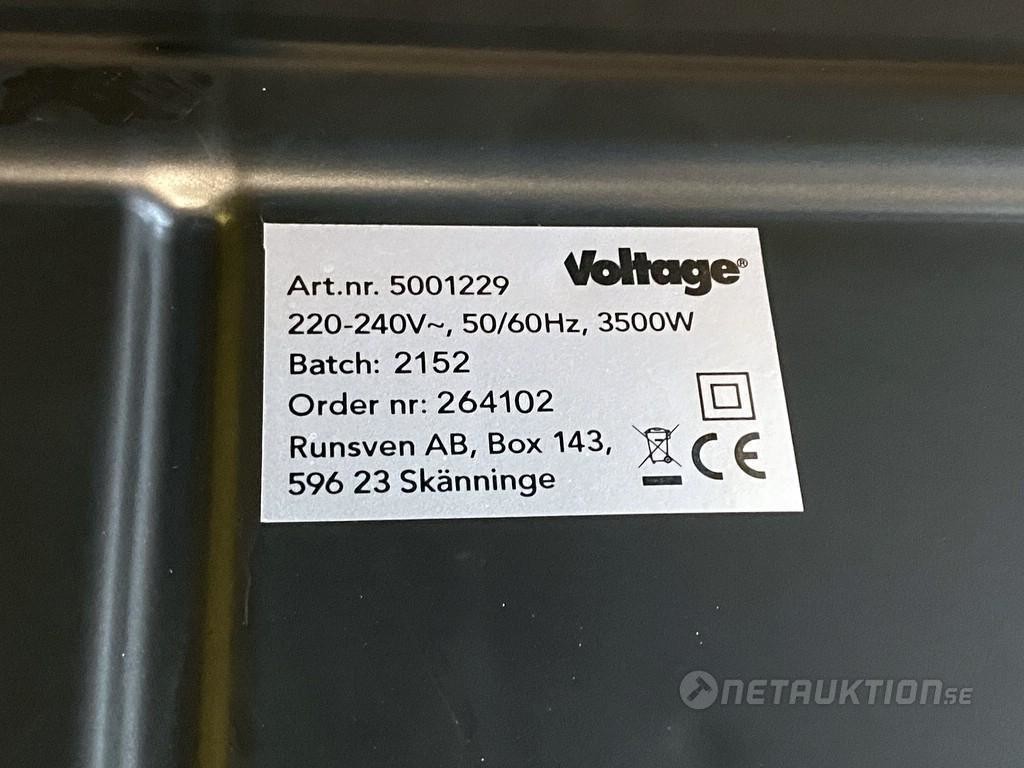 Voltage®
Art.nr. 5001229
220-240V~, 50/60Hz, 3500W
Batch: 2152
Order nr: 264102
Runsven AB, Box 143,
596 23 Skänninge
CE
NETAUKTION.SE